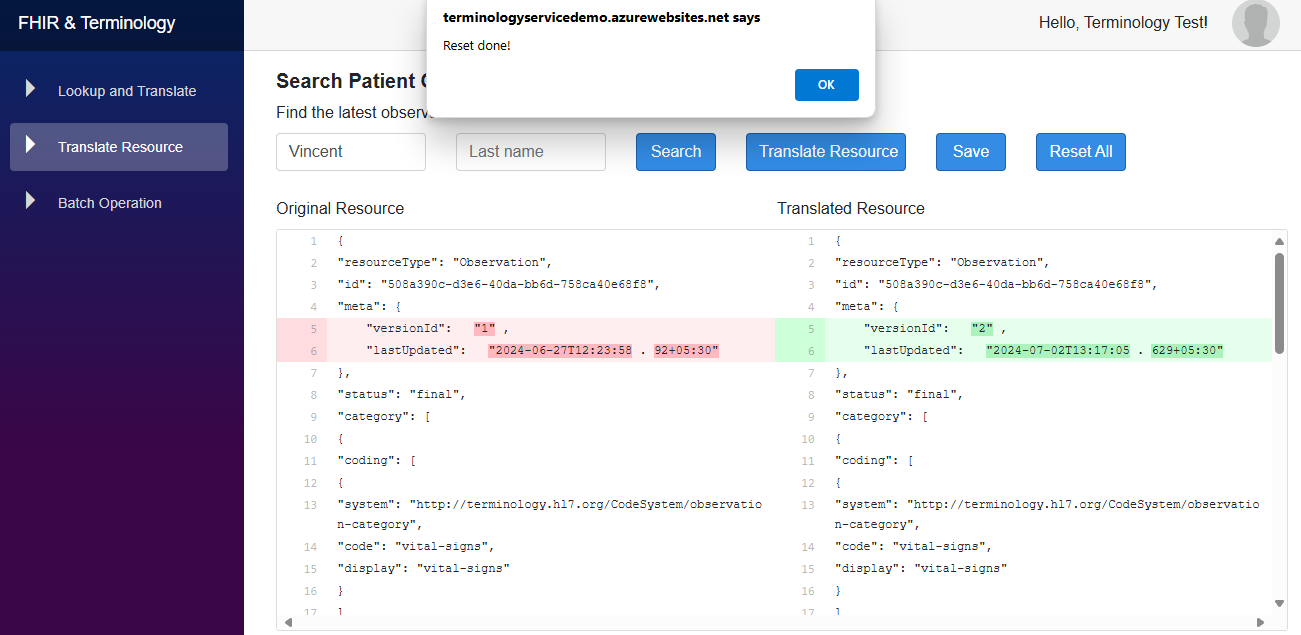 FHIR & Terminology
Lookup and Translate
Translate Resource
Batch Operation
terminologyservicedemo.azurewebsites.net says
Reset done!
OK
Hello, Terminology Test!
Search Patient
Find the latest
Vincent
Last name
Search
Translate Resource
Save
Reset All
Original Resource
1 {
2 "resourceType": "Observation",
3 "id": "508a390c-d3e6-40da-bb6d-758ca40e68f8",
4 "meta": {
5 "versionId": "1" ,
6 "lastUpdated": "2024-06-27T12:23:58 . 92+05:30"
7 },
8 "status": "final",
9 "category": [
10 {
11 "coding": [
12 {
13 "system": "http://terminology.hl7.org/CodeSystem/observatio
n-category",
14 "code": "vital-signs",
15 "display": "vital-signs"
16 }
17 ]
Translated Resource
1 {
2 "resourceType": "Observation",
3 "id": "508a390c-d3e6-40da-bb6d-758ca40e68f8",
4 "meta": {
5 "versionId": "2" ,
6 "lastUpdated": "2024-07-02T13:17:05 . 629+05:30"
7 },
8 "status": "final",
9 "category": [
10 {
11 "coding": [
12 {
13 "system": "http://terminology.hl7.org/CodeSystem/observatio
n-category",
14 "code": "vital-signs",
15 "display": "vital-signs"
16 }
17 ]